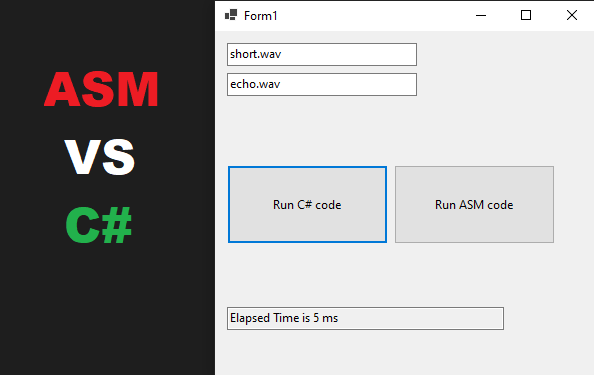 ASM
VS
C#
Form1
short.wav
echo.wav
Run C# code
Run ASM code
Elapsed Time is 5 ms